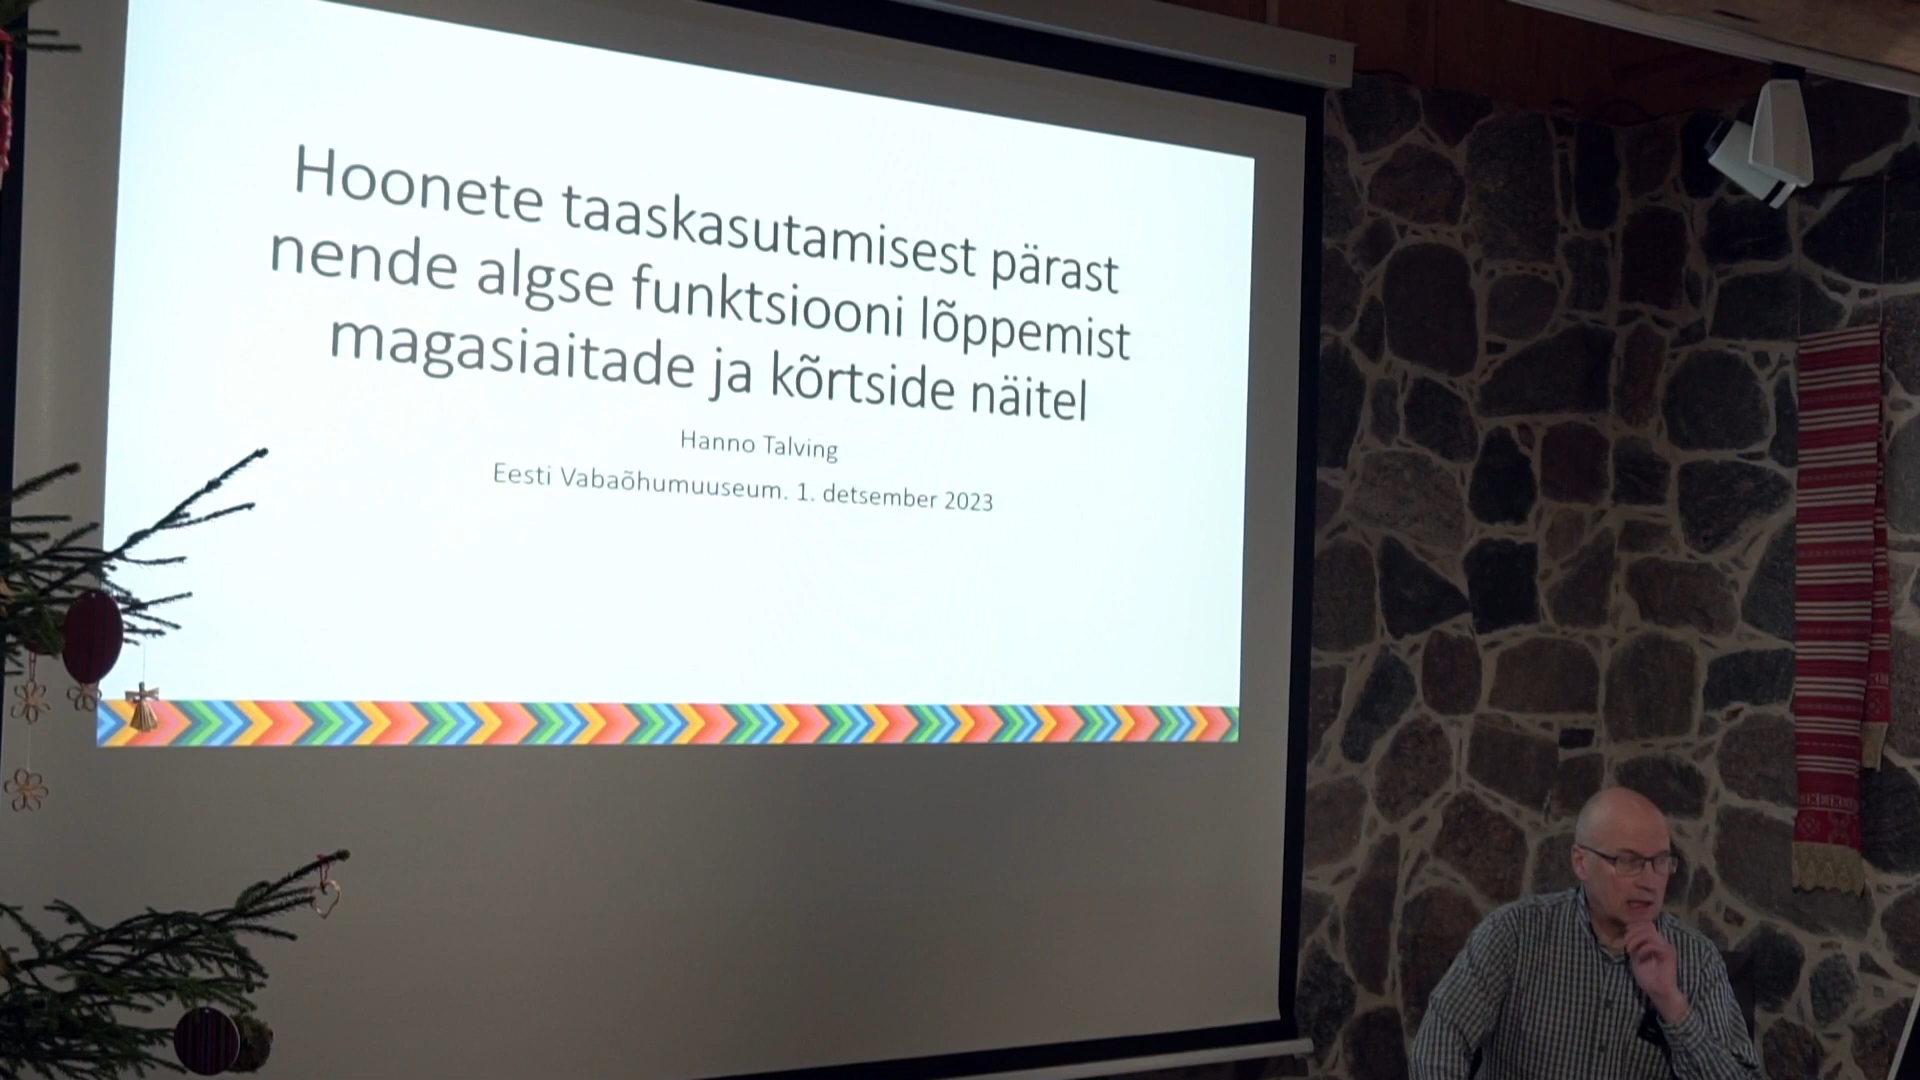 Hoonete taaskasutamisest pärast
nende algse funktsiooni lõppemist
magasiaitade ja kõrtside näitel
Hanno Talving
Eesti Vabaõhumuuseum. 1. detsember 2023